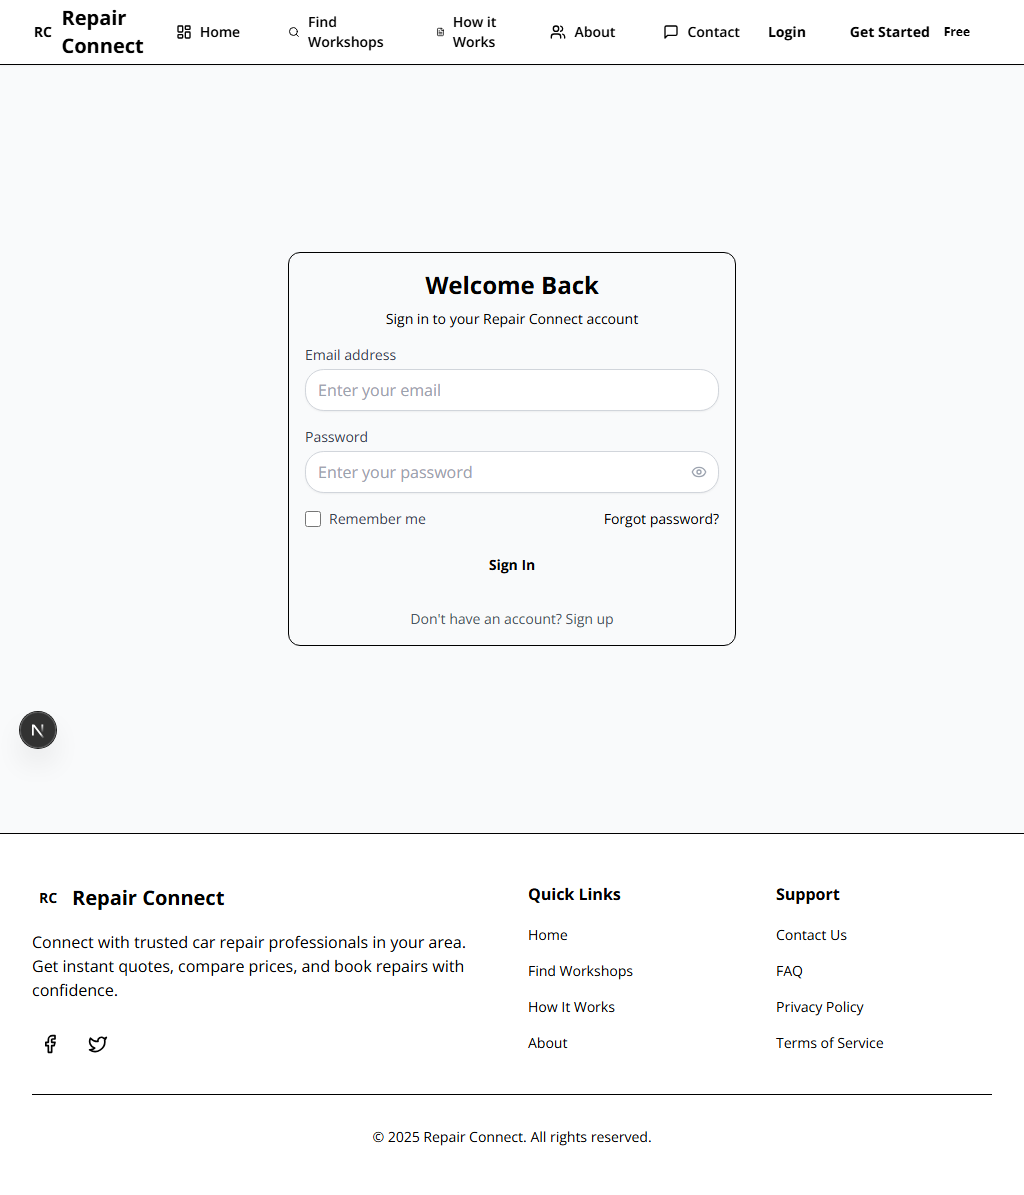 RC
Repair
Connect
Home
Find
Workshops
How it
Works
About
Contact
Login
Get Started
Free
Welcome Back
Sign in to your Repair Connect account
Email address
Enter your email
Password
Enter your password
Remember me
Forgot password?
Sign In
Don't have an account? Sign up
N
RC
Repair Connect
Connect with trusted car repair professionals in your area.
Get instant quotes, compare prices, and book repairs with
confidence.
Quick Links
Home
Find Workshops
How It Works
About
Support
Contact Us
FAQ
Privacy Policy
Terms of Service
© 2025 Repair Connect. All rights reserved.